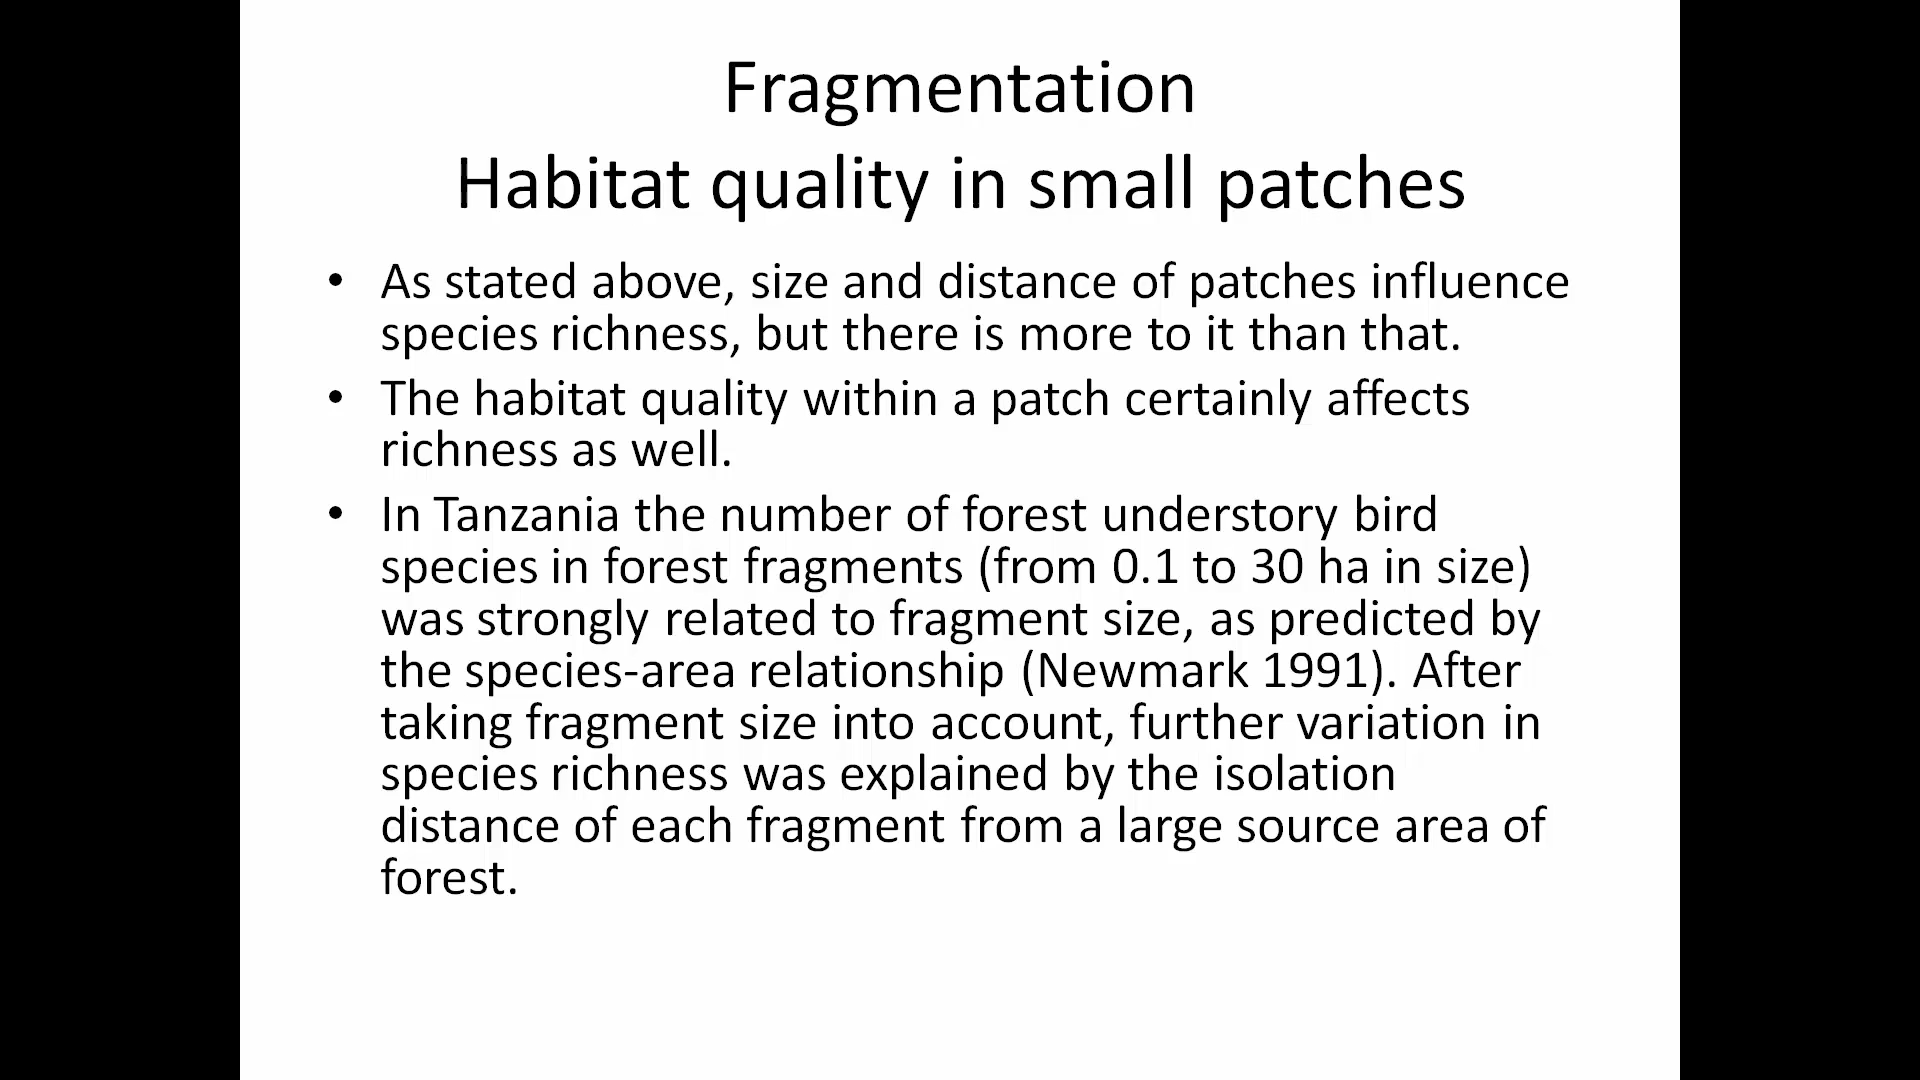 Fragmentation
Habitat quality in small patches
• As stated above, size and distance of patches influence
species richness, but there is more to it than that.
• The habitat quality within a patch certainly affects
richness as well.
• In Tanzania the number of forest understory bird
species in forest fragments (from 0.1 to 30 ha in size)
was strongly related to fragment size, as predicted by
the species-area relationship (Newmark 1991). After
taking fragment size into account, further variation in
species richness was explained by the isolation
distance of each fragment from a large source area of
forest.